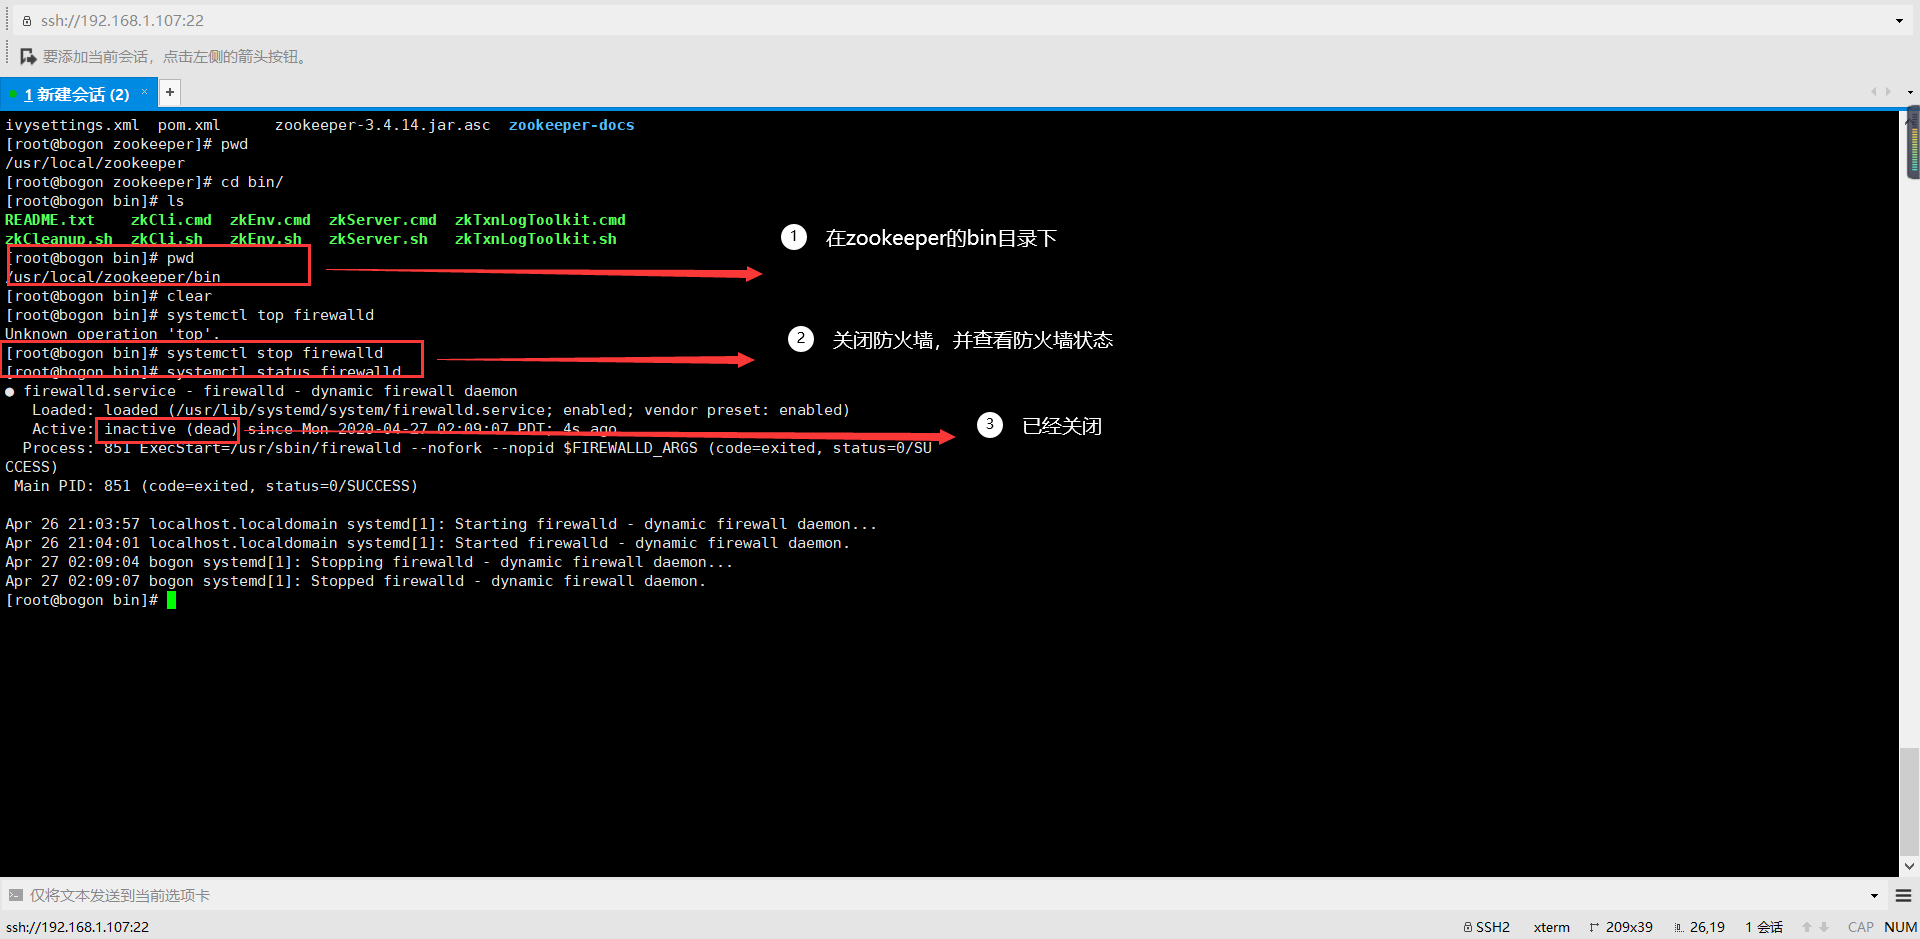 ssh://192.168.1.107:22
要添加当前会话，点击左侧的箭头按钮。
1 新建会话 (2) × +
ivysettings.xml  pom.xml      zookeeper-3.4.14.jar.asc  zookeeper-docs
[root@bogon zookeeper]# pwd
/usr/local/zookeeper
[root@bogon zookeeper]# cd bin/
[root@bogon bin]# ls
README.txt    zkCli.cmd  zkEnv.cmd  zkServer.cmd  zkTxnLogToolkit.cmd
zkCleanup.sh  zkCli.sh   zkEnv.sh   zkServer.sh   zkTxnLogToolkit.sh
1 在zookeeper的bin目录下
[root@bogon bin]# pwd
/usr/local/zookeeper/bin
[root@bogon bin]# clear
[root@bogon bin]# systemctl top firewalld
Unknown operation 'top'.
2 关闭防火墙，并查看防火墙状态
[root@bogon bin]# systemctl stop firewalld
[root@bogon bin]# systemctl status firewalld
● firewalld.service - firewalld - dynamic firewall daemon
   Loaded: loaded (/usr/lib/systemd/system/firewalld.service; enabled; vendor preset: enabled)
   Active: inactive (dead) since Mon 2020-04-27 02:09:07 PDT; 4s ago
3 已经关闭
  Process: 851 ExecStart=/usr/sbin/firewalld --nofork --nopid $FIREWALLD_ARGS (code=exited, status=0/SU
CCESS)
 Main PID: 851 (code=exited, status=0/SUCCESS)
Apr 26 21:03:57 localhost.localdomain systemd[1]: Starting firewalld - dynamic firewall daemon...
Apr 26 21:04:01 localhost.localdomain systemd[1]: Started firewalld - dynamic firewall daemon.
Apr 27 02:09:04 bogon systemd[1]: Stopping firewalld - dynamic firewall daemon...
Apr 27 02:09:07 bogon systemd[1]: Stopped firewalld - dynamic firewall daemon.
[root@bogon bin]#
仅将文本发送到当前选项卡
ssh://192.168.1.107:22 SSH2 xterm 209x39 26,19 1 会话 CAP NUM